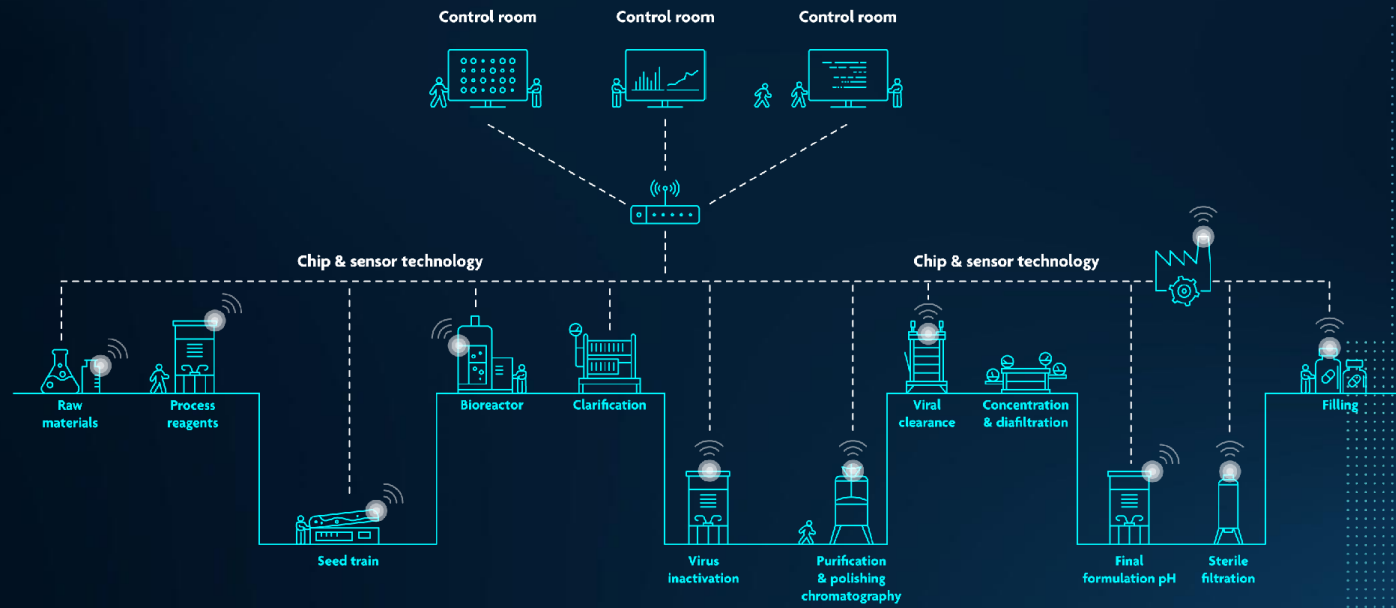 Control room
Control room
Control room
Chip & sensor technology
Chip & sensor technology
Raw
materials
Process
reagents
Seed train
Bioreactor
Clarification
Virus
inactivation
Purification
& polishing
chromatography
Viral
clearance
Concentration
& diafiltration
Final
formulation pH
Sterile
filtration
Filling